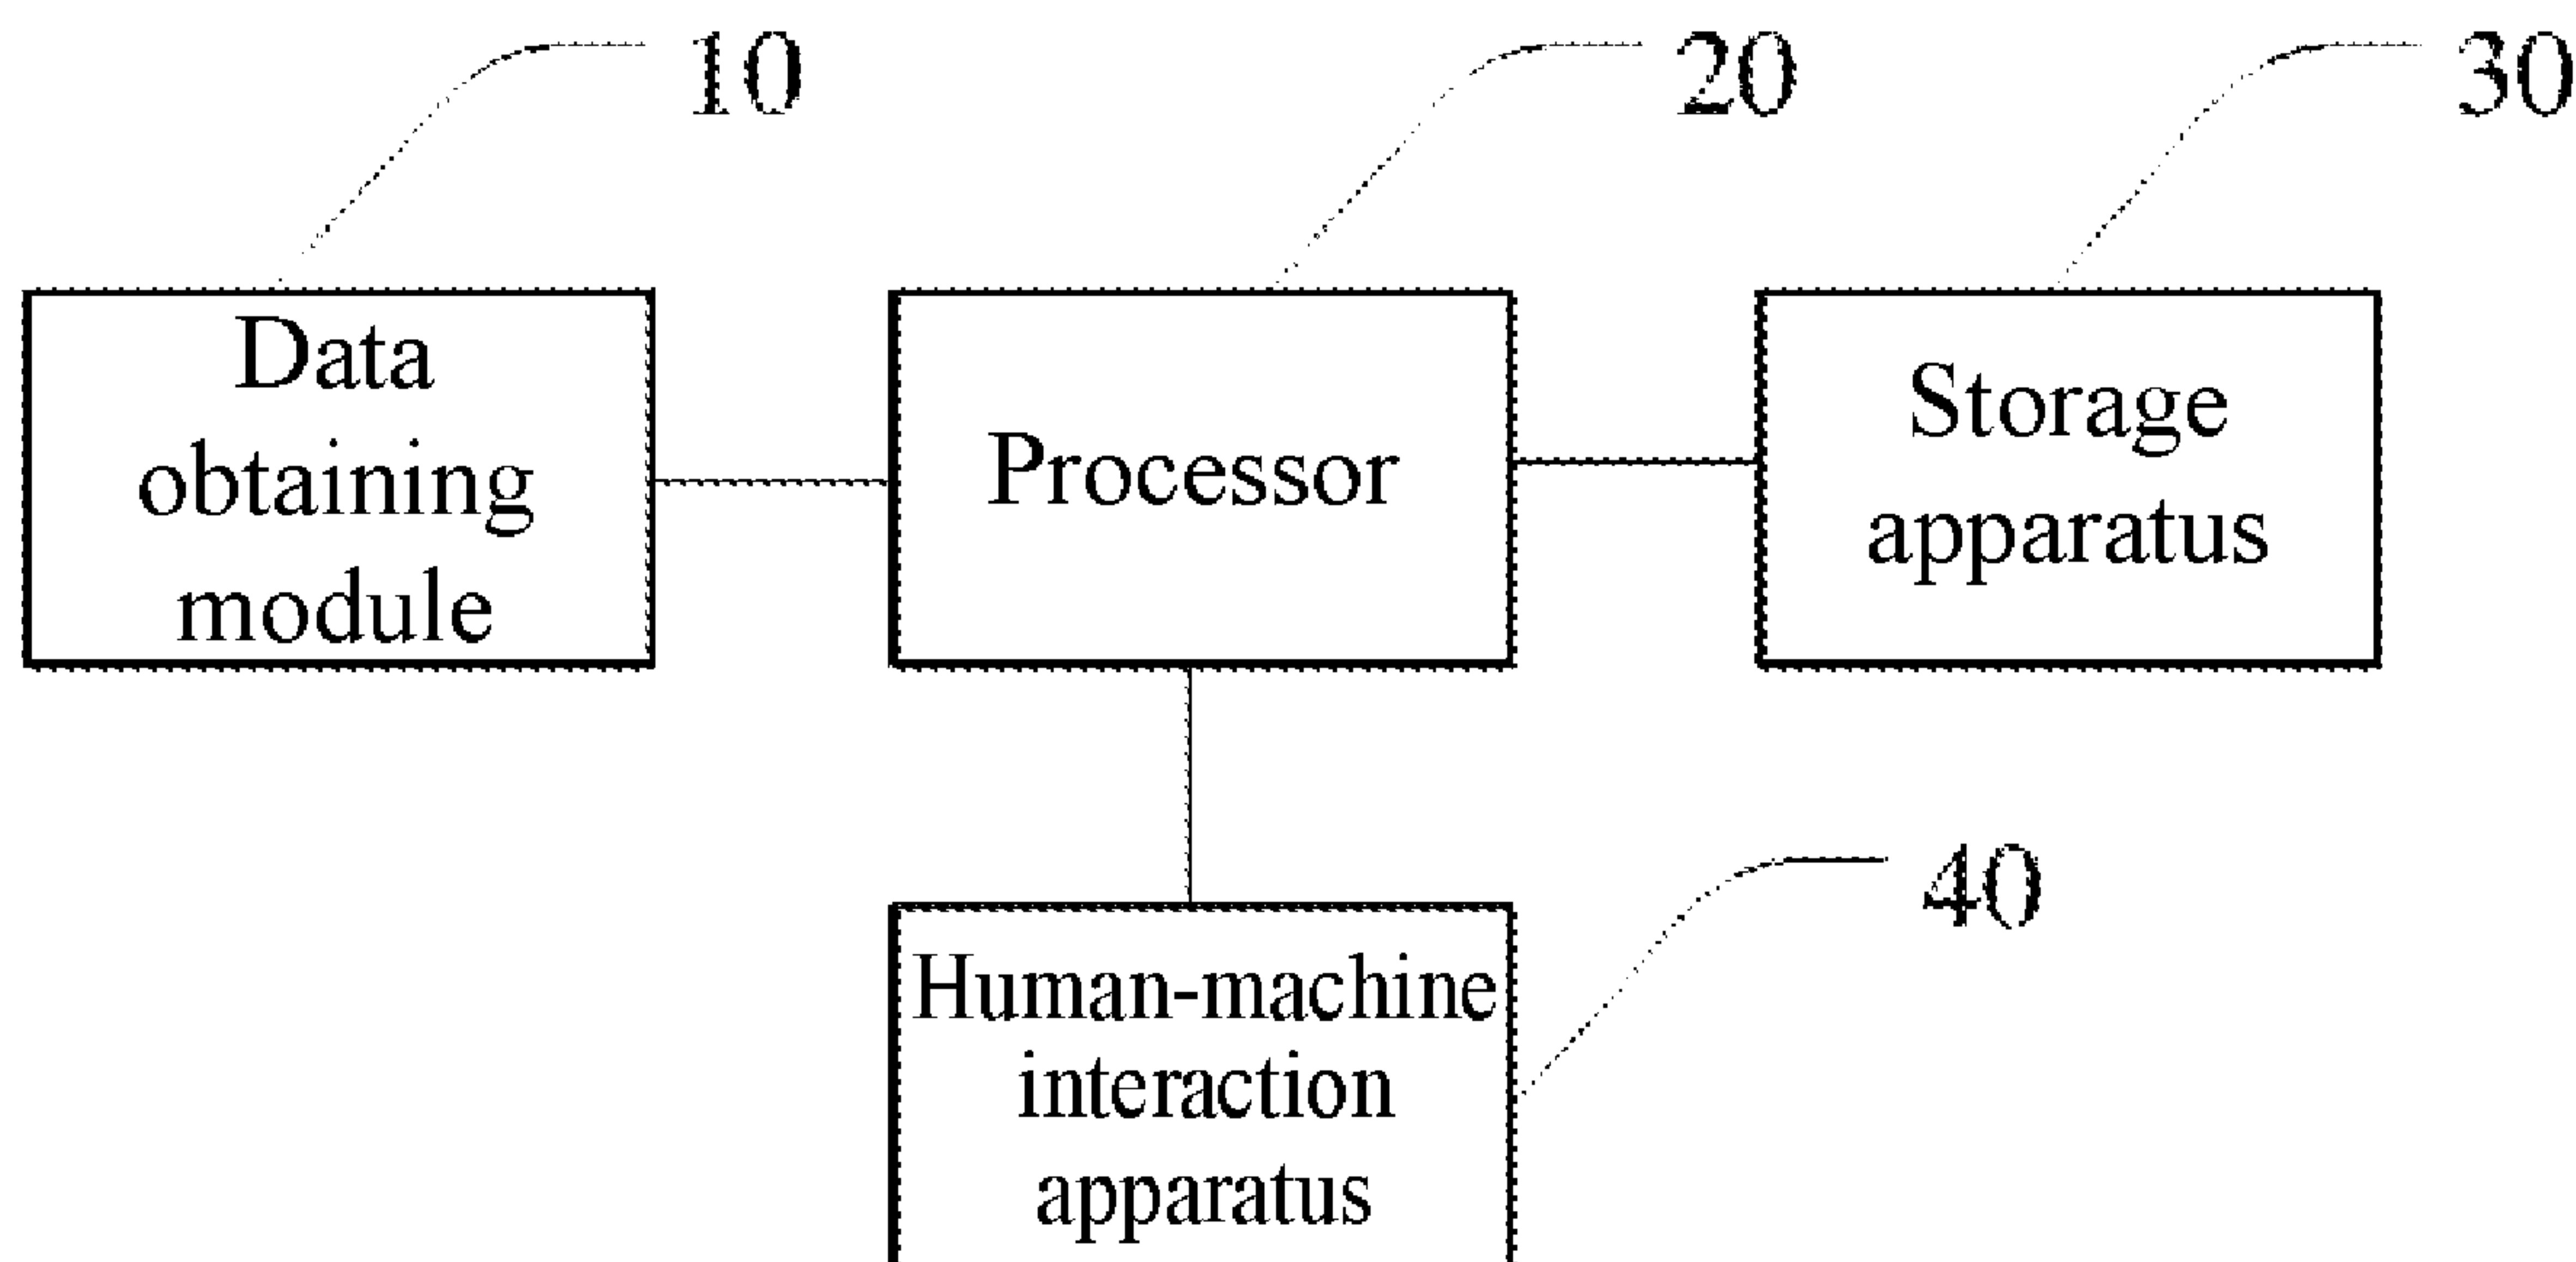 10
20
30
Data
obtaining
module
Processor
Storage
apparatus
40
Human-machine
interaction
apparatus